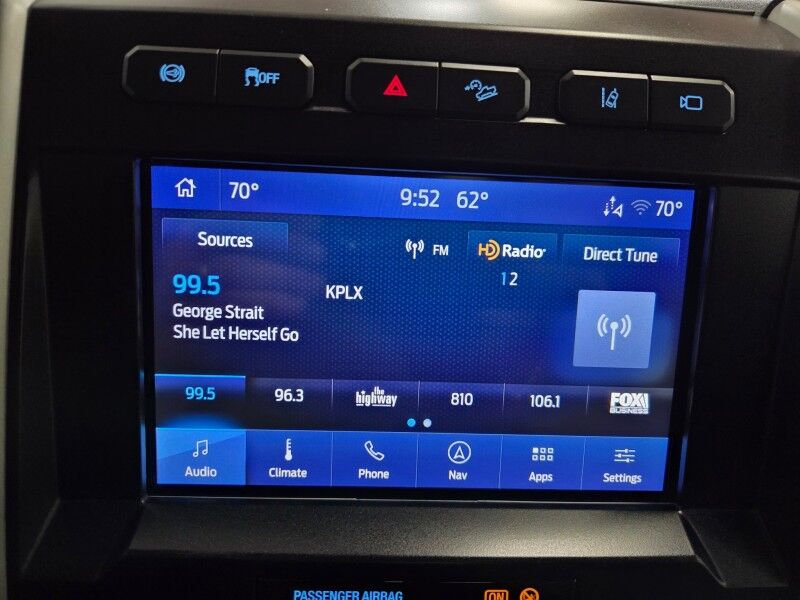 OFF
70° 9:52 62° 70°
Sources FM HD Radio Direct Tune
1 2
99.5 KPLX
George Strait
She Let Herself Go
99.5 96.3 the highway 810 106.1 FOX BUSINESS
Audio Climate Phone Nav Apps Settings
PASSENGER AIRBAG ON